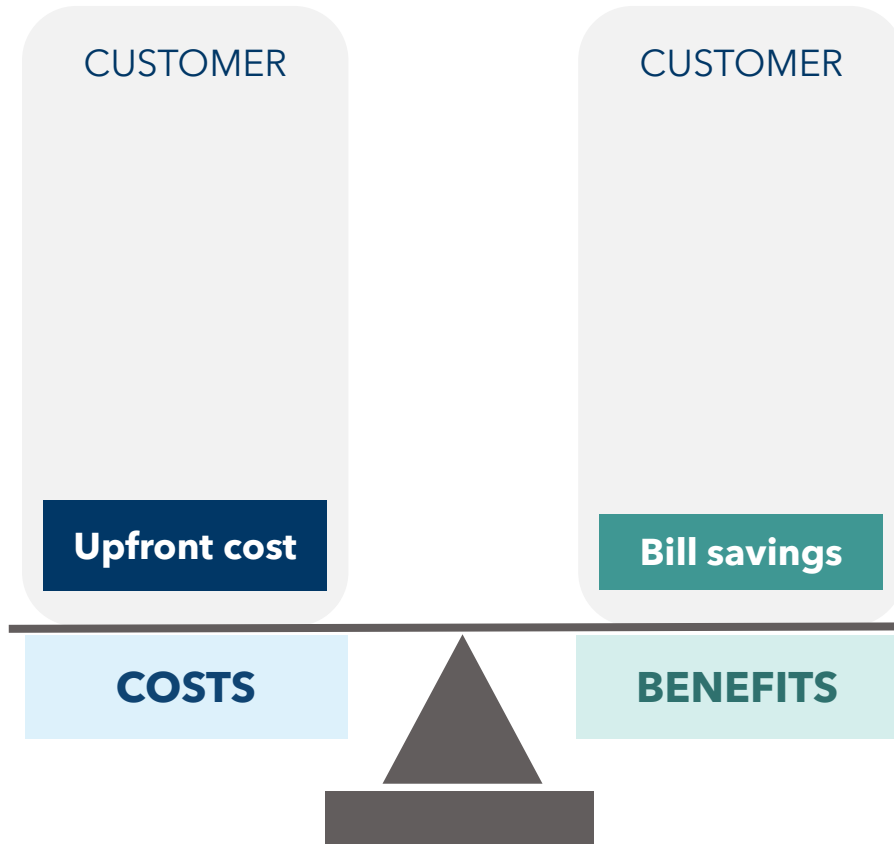 CUSTOMER
CUSTOMER
Upfront cost
Bill savings
COSTS
BENEFITS